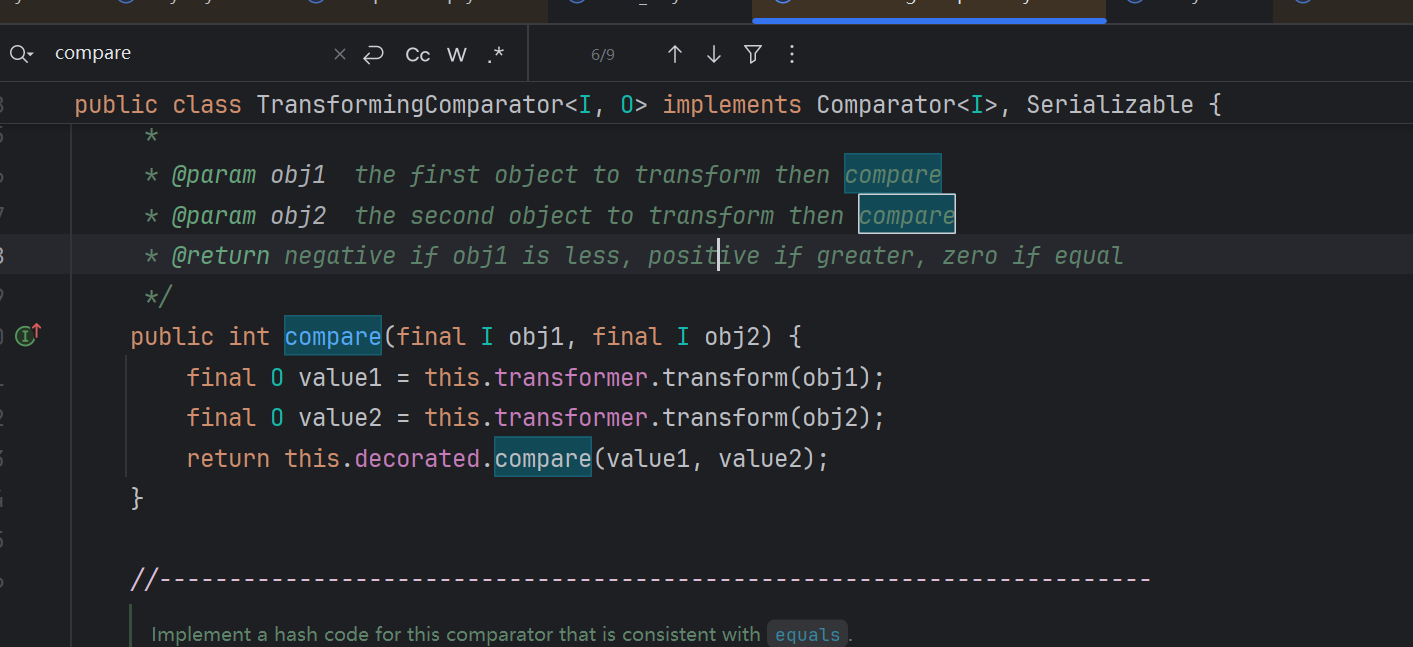 compare
Cc W .* 6/9
public class TransformingComparator<I, O> implements Comparator<I>, Serializable {
*
* @param obj1  the first object to transform then compare
* @param obj2  the second object to transform then compare
* @return negative if obj1 is less, positive if greater, zero if equal
*/
public int compare(final I obj1, final I obj2) {
final O value1 = this.transformer.transform(obj1);
final O value2 = this.transformer.transform(obj2);
return this.decorated.compare(value1, value2);
}
//-----------------------------------------------------------------------
Implement a hash code for this comparator that is consistent with equals.